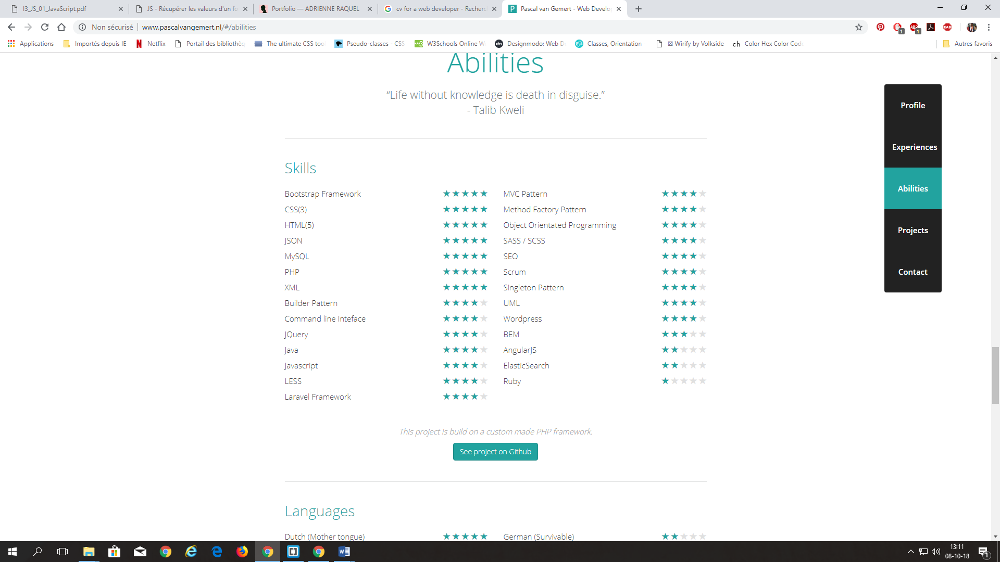 I3_JS_01_JavaScript.pdf
JS - Récupérer les valeurs d'un fo
Portfolio — ADRIENNE RAQUEL
cv for a web developer - Recherc
Pascal van Gemert - Web Develo
Non sécurisé
www.pascalvangemert.nl/#/abilities
Applications
Importés depuis IE
Netflix
Portail des bibliothèq
The ultimate CSS tool
Pseudo-classes - CSS
W3Schools Online W
Designmodo: Web D
Classes, Orientation -
Wirify by Volkside
Color Hex Color Code
Autres favoris
Abilities
“Life without knowledge is death in disguise.”
- Talib Kweli
Profile
Experiences
Abilities
Projects
Contact
Skills
Bootstrap Framework
CSS(3)
HTML(5)
JSON
MySQL
PHP
XML
Builder Pattern
Command line Inteface
JQuery
Java
Javascript
LESS
Laravel Framework
MVC Pattern
Method Factory Pattern
Object Orientated Programming
SASS / SCSS
SEO
Scrum
Singleton Pattern
UML
Wordpress
BEM
AngularJS
ElasticSearch
Ruby
This project is build on a custom made PHP framework.
See project on Github
Languages
Dutch (Mother tongue)
German (Survivable)
13:11
08-10-18